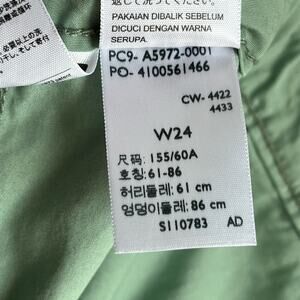 PAKAIAN DIBALIK SEBELUM
DICUCI DENGAN WARNA
SERUPA.
PC9- A5972-0001
PO- 4100561466
CW- 4422
4433
W24
尺码: 155/60A
호칭: 61-86
허리둘레: 61 cm
엉덩이둘레: 86 cm
S110783 AD